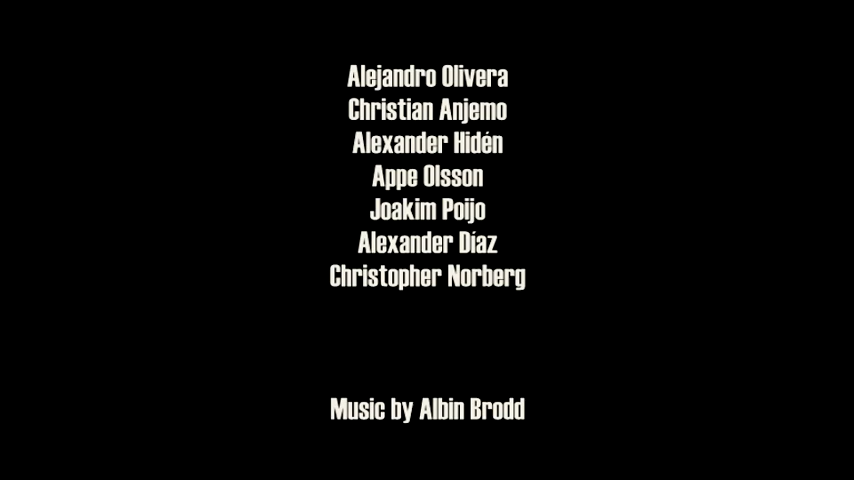 Alejandro Olivera
Christian Anjemo
Alexander Hidén
Appe Olsson
Joakim Poijo
Alexander Díaz
Christopher Norberg
Music by Albin Brodd